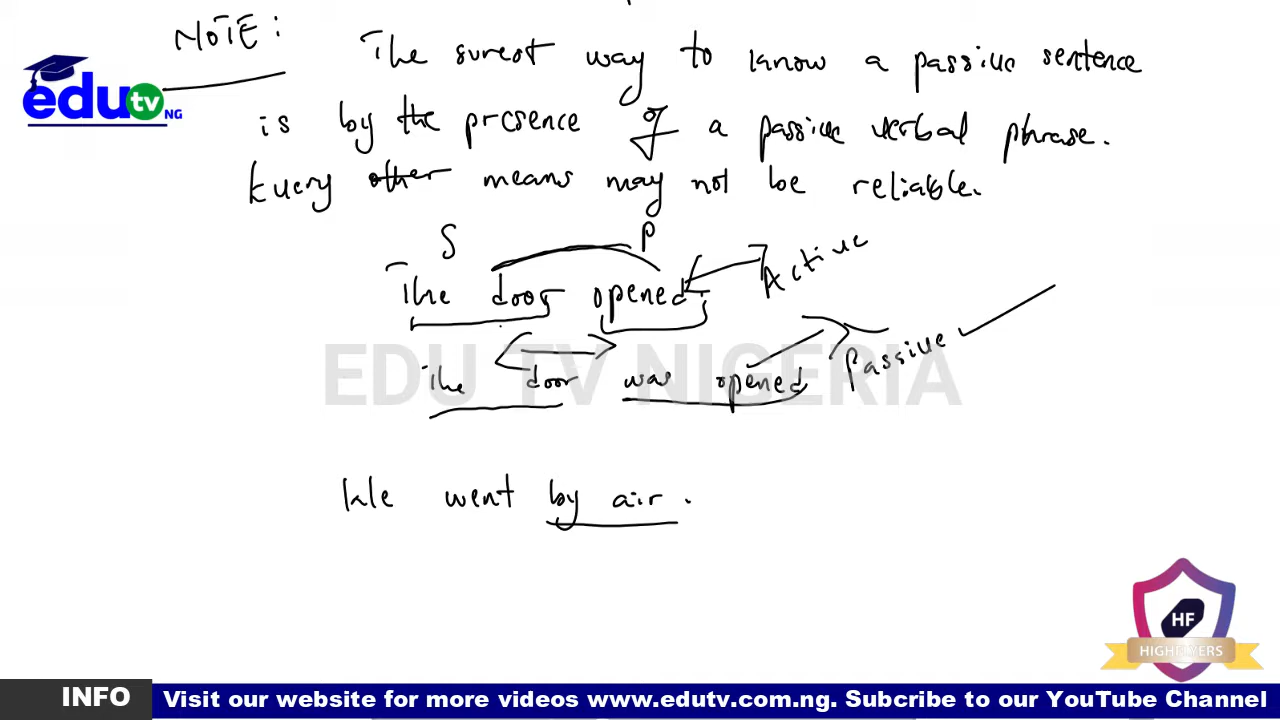 NOTE:
The surest way to know a passive sentence
is by the presence of a passive verbal phrase.
Every other means may not be reliable.
S P
The door opened. Active
The door was opened Passive
EDU TV NIGERIA
went by air.
edu tv NG
HF
HIGHFLYERS
INFO Visit our website for more videos www.edutv.com.ng. Subcribe to our YouTube Channel